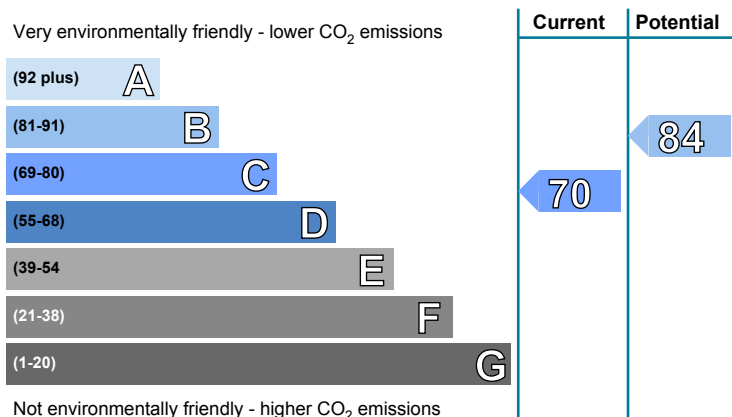 Very environmentally friendly - lower CO₂ emissions
Current
Potential
(92 plus) A
(81-91) B
(69-80) C
(55-68) D
(39-54 E
(21-38) F
(1-20) G
84
70
Not environmentally friendly - higher CO₂ emissions